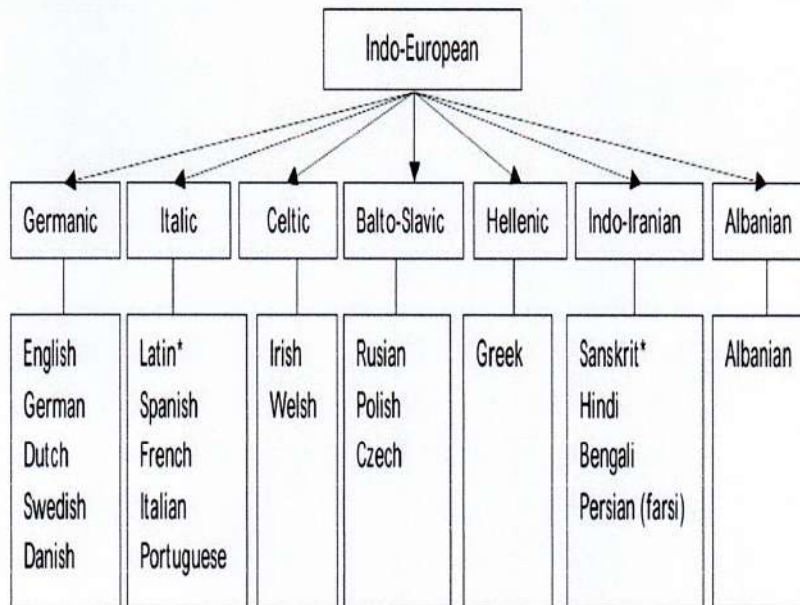 Indo-European
Germanic
Italic
Celtic
Balto-Slavic
Hellenic
Indo-Iranian
Albanian
English
German
Dutch
Swedish
Danish
Latin*
Spanish
French
Italian
Portuguese
Irish
Welsh
Rusian
Polish
Czech
Greek
Sanskrit*
Hindi
Bengali
Persian (farsi)
Albanian